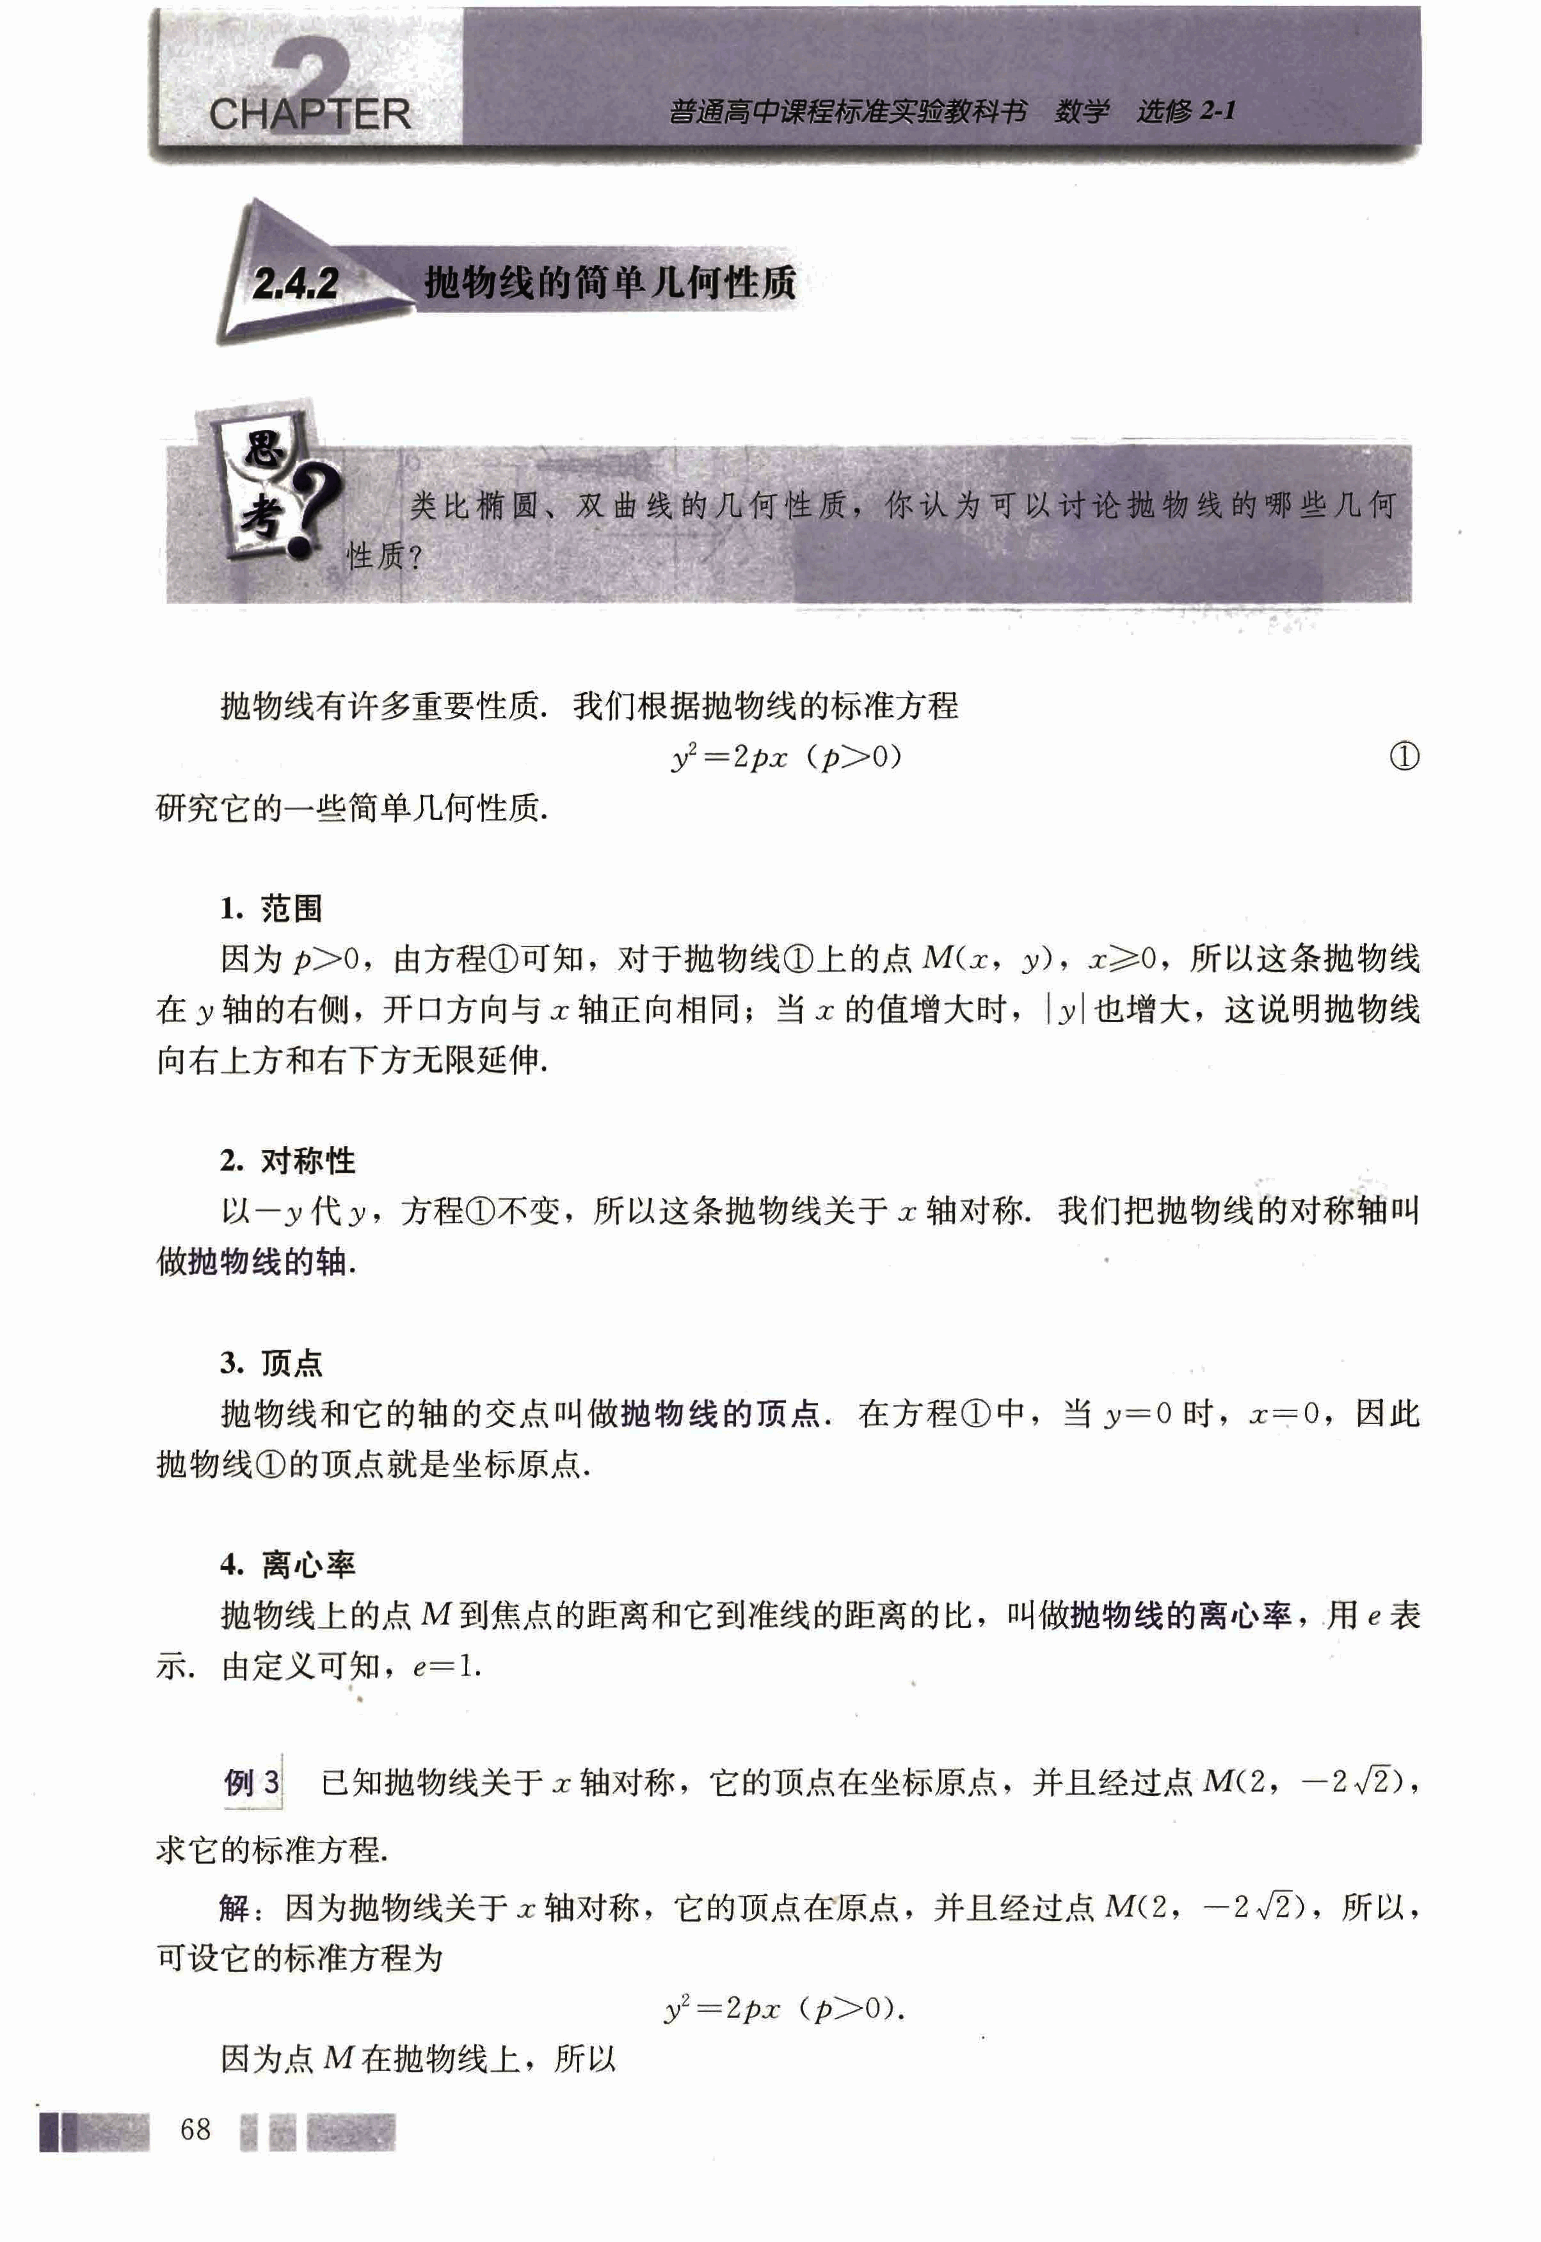 2
CHAPTER
普通高中课程标准实验教科书 数学 选修 2-1
2.4.2 抛物线的简单几何性质
思考?
类比椭圆、双曲线的几何性质，你认为可以讨论抛物线的哪些几何
性质?
抛物线有许多重要性质. 我们根据抛物线的标准方程
y²=2px (p>0) ①
研究它的一些简单几何性质.
1. 范围
因为 p>0，由方程①可知，对于抛物线①上的点 M(x，y)，x≥0，所以这条抛物线
在 y 轴的右侧，开口方向与 x 轴正向相同；当 x 的值增大时，|y|也增大，这说明抛物线
向右上方和右下方无限延伸.
2. 对称性
以－y 代 y，方程①不变，所以这条抛物线关于 x 轴对称. 我们把抛物线的对称轴叫
做抛物线的轴.
3. 顶点
抛物线和它的轴的交点叫做抛物线的顶点. 在方程①中，当 y=0 时，x=0，因此
抛物线①的顶点就是坐标原点.
4. 离心率
抛物线上的点 M 到焦点的距离和它到准线的距离的比，叫做抛物线的离心率，用 e 表
示. 由定义可知，e=1.
例 3 已知抛物线关于 x 轴对称，它的顶点在坐标原点，并且经过点 M(2，－2√2)，
求它的标准方程.
解：因为抛物线关于 x 轴对称，它的顶点在原点，并且经过点 M(2，－2√2)，所以，
可设它的标准方程为
y²=2px (p>0).
因为点 M 在抛物线上，所以
68